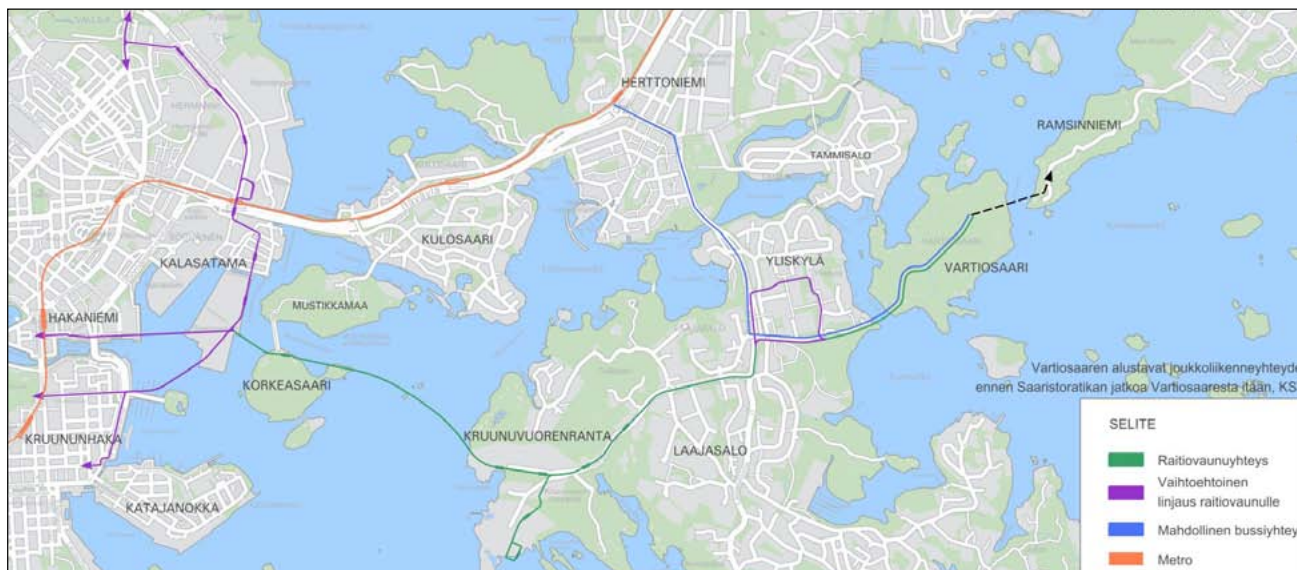 HERTTONIEMI
RAMSINNIEMI
TAMMISALO
KULOSAARI
YLISKYLÄ
VARTIOSAARI
KALASATAMA
MUSTIKKAMAA
HAKANIEMI
KORKEASAARI
KRUUNUVUORENRANTA
LAAJASALO
KRUUNUNHAKA
KATAJANOKKA
Vartiosaaren alustavat joukkoliikenneyhteyde
ennen Saaristoratikan jatkoa Vartiosaaresta itään, KS
SELITE
Raitiovaunuyhteys
Vaihtoehtoinen
linjaus raitiovaunulle
Mahdollinen bussiyhtey
Metro